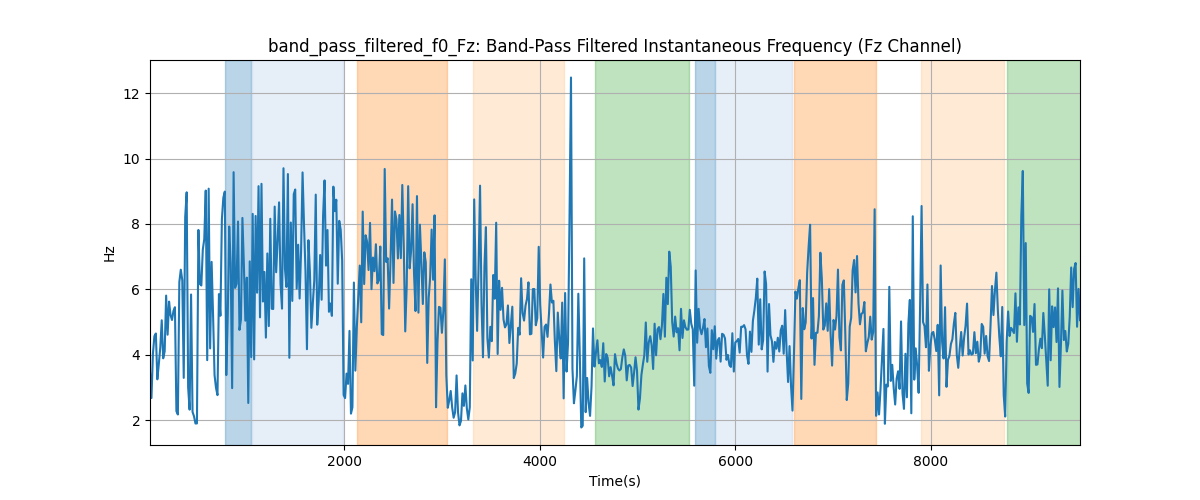 band_pass_filtered_f0_Fz: Band-Pass Filtered Instantaneous Frequency (Fz Channel)
12
10
8
6
4
2
Hz
2000 4000 6000 8000
Time(s)